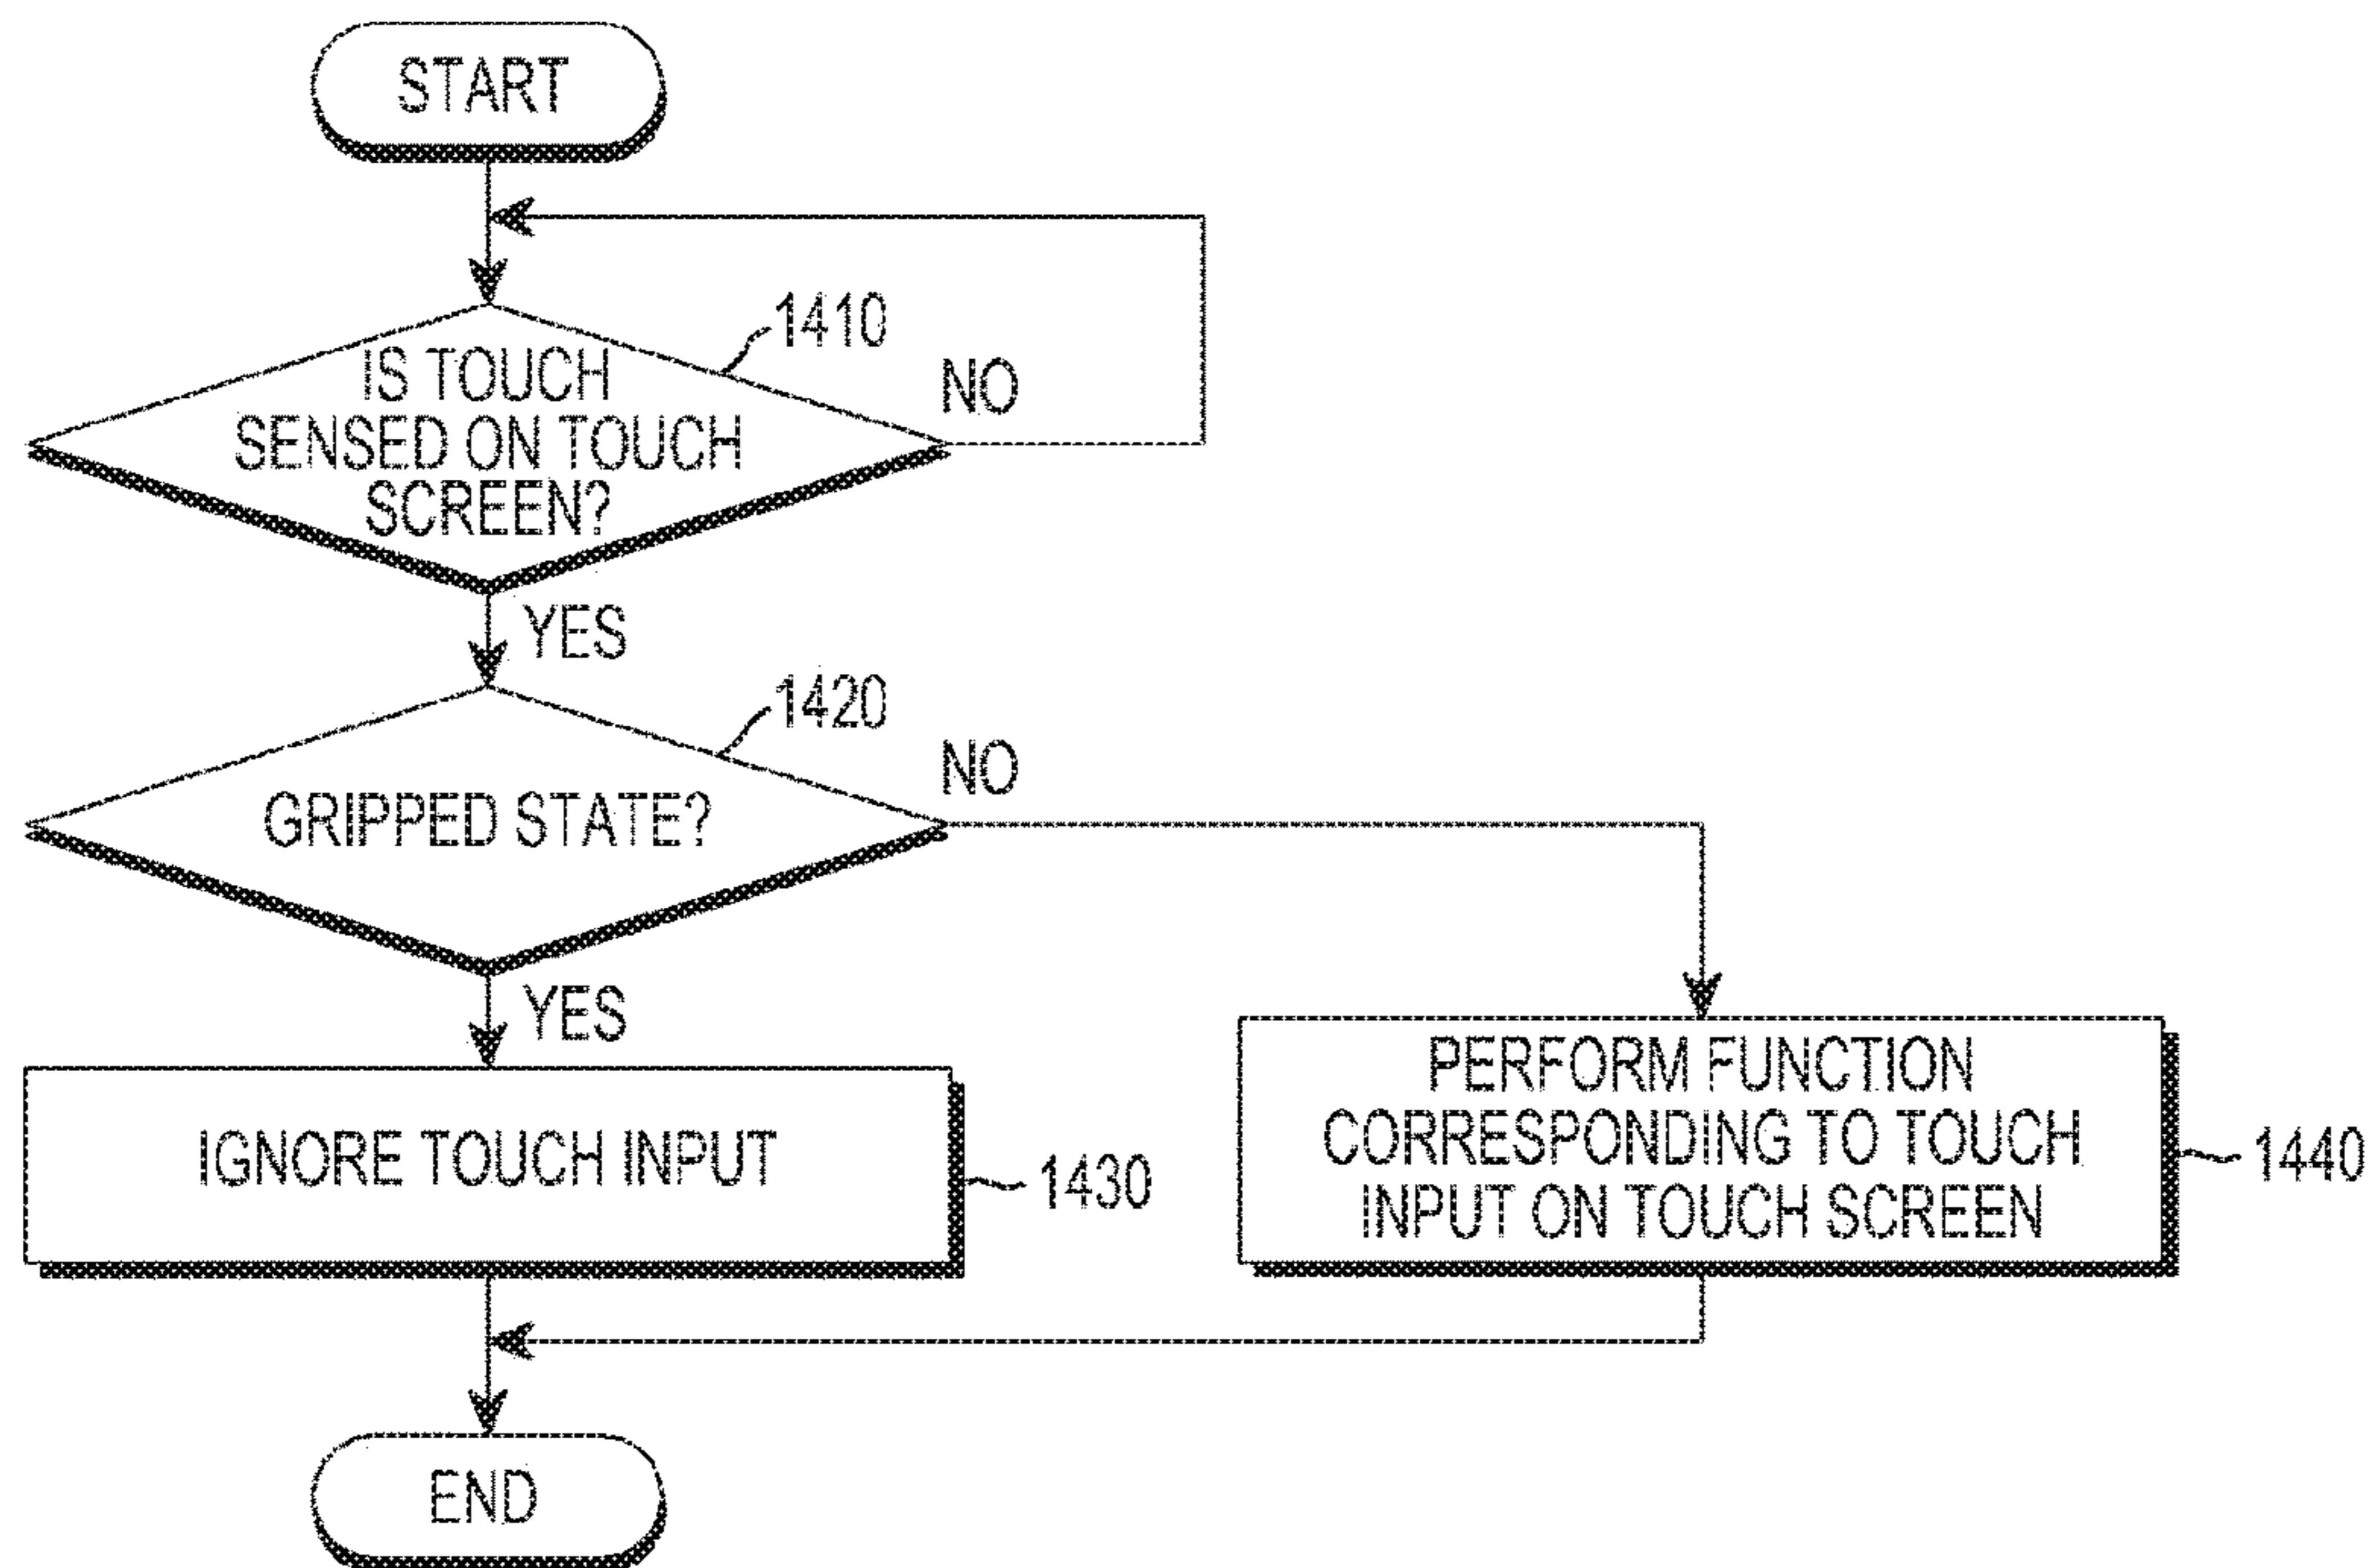 START
1410
IS TOUCH
SENSED ON TOUCH
SCREEN?
NO
YES
1420
GRIPPED STATE?
NO
YES
IGNORE TOUCH INPUT
1430
PERFORM FUNCTION
CORRESPONDING TO TOUCH
INPUT ON TOUCH SCREEN
1440
END